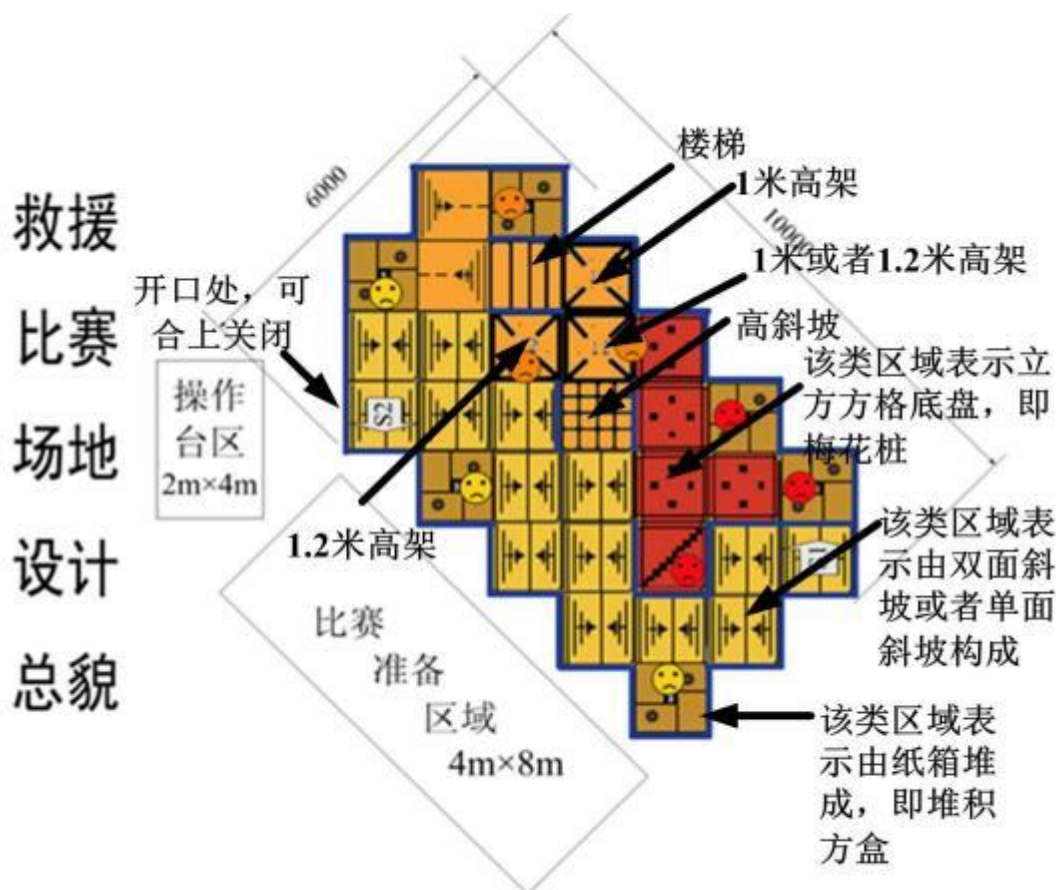 救援
比赛
场地
设计
总貌
6000
10000
楼梯
1米高架
1米或者1.2米高架
高斜坡
开口处，可
合上关闭
该类区域表示立
方方格底盘，即
梅花桩
操作
台区
2m×4m
S2
1.2米高架
该类区域表
示由双面斜
坡或者单面
斜坡构成
比赛
准备
区域
4m×8m
该类区域表
示由纸箱堆
成，即堆积
方盒